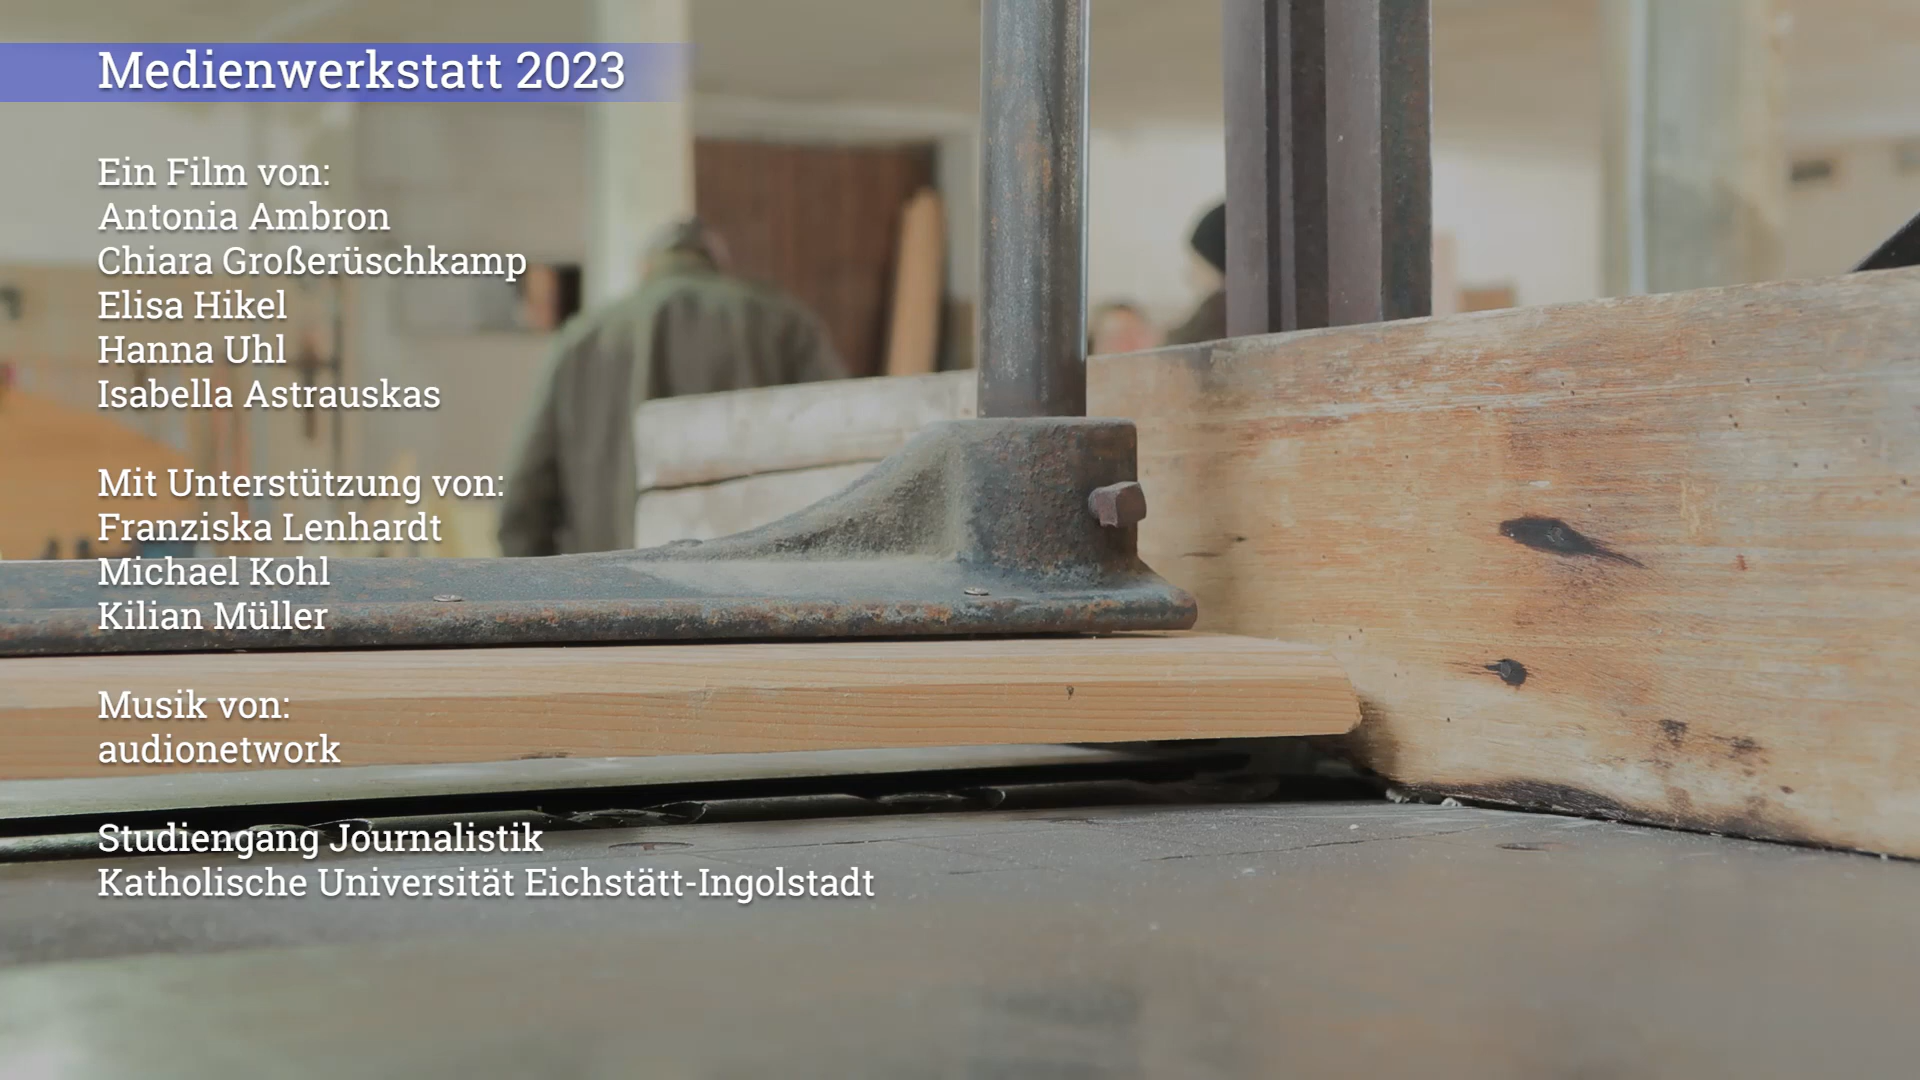 Medienwerkstatt 2023
Ein Film von:
Antonia Ambron
Chiara Großerüschkamp
Elisa Hikel
Hanna Uhl
Isabella Astrauskas
Mit Unterstützung von:
Franziska Lenhardt
Michael Kohl
Kilian Müller
Musik von:
audionetwork
Studiengang Journalistik
Katholische Universität Eichstätt-Ingolstadt